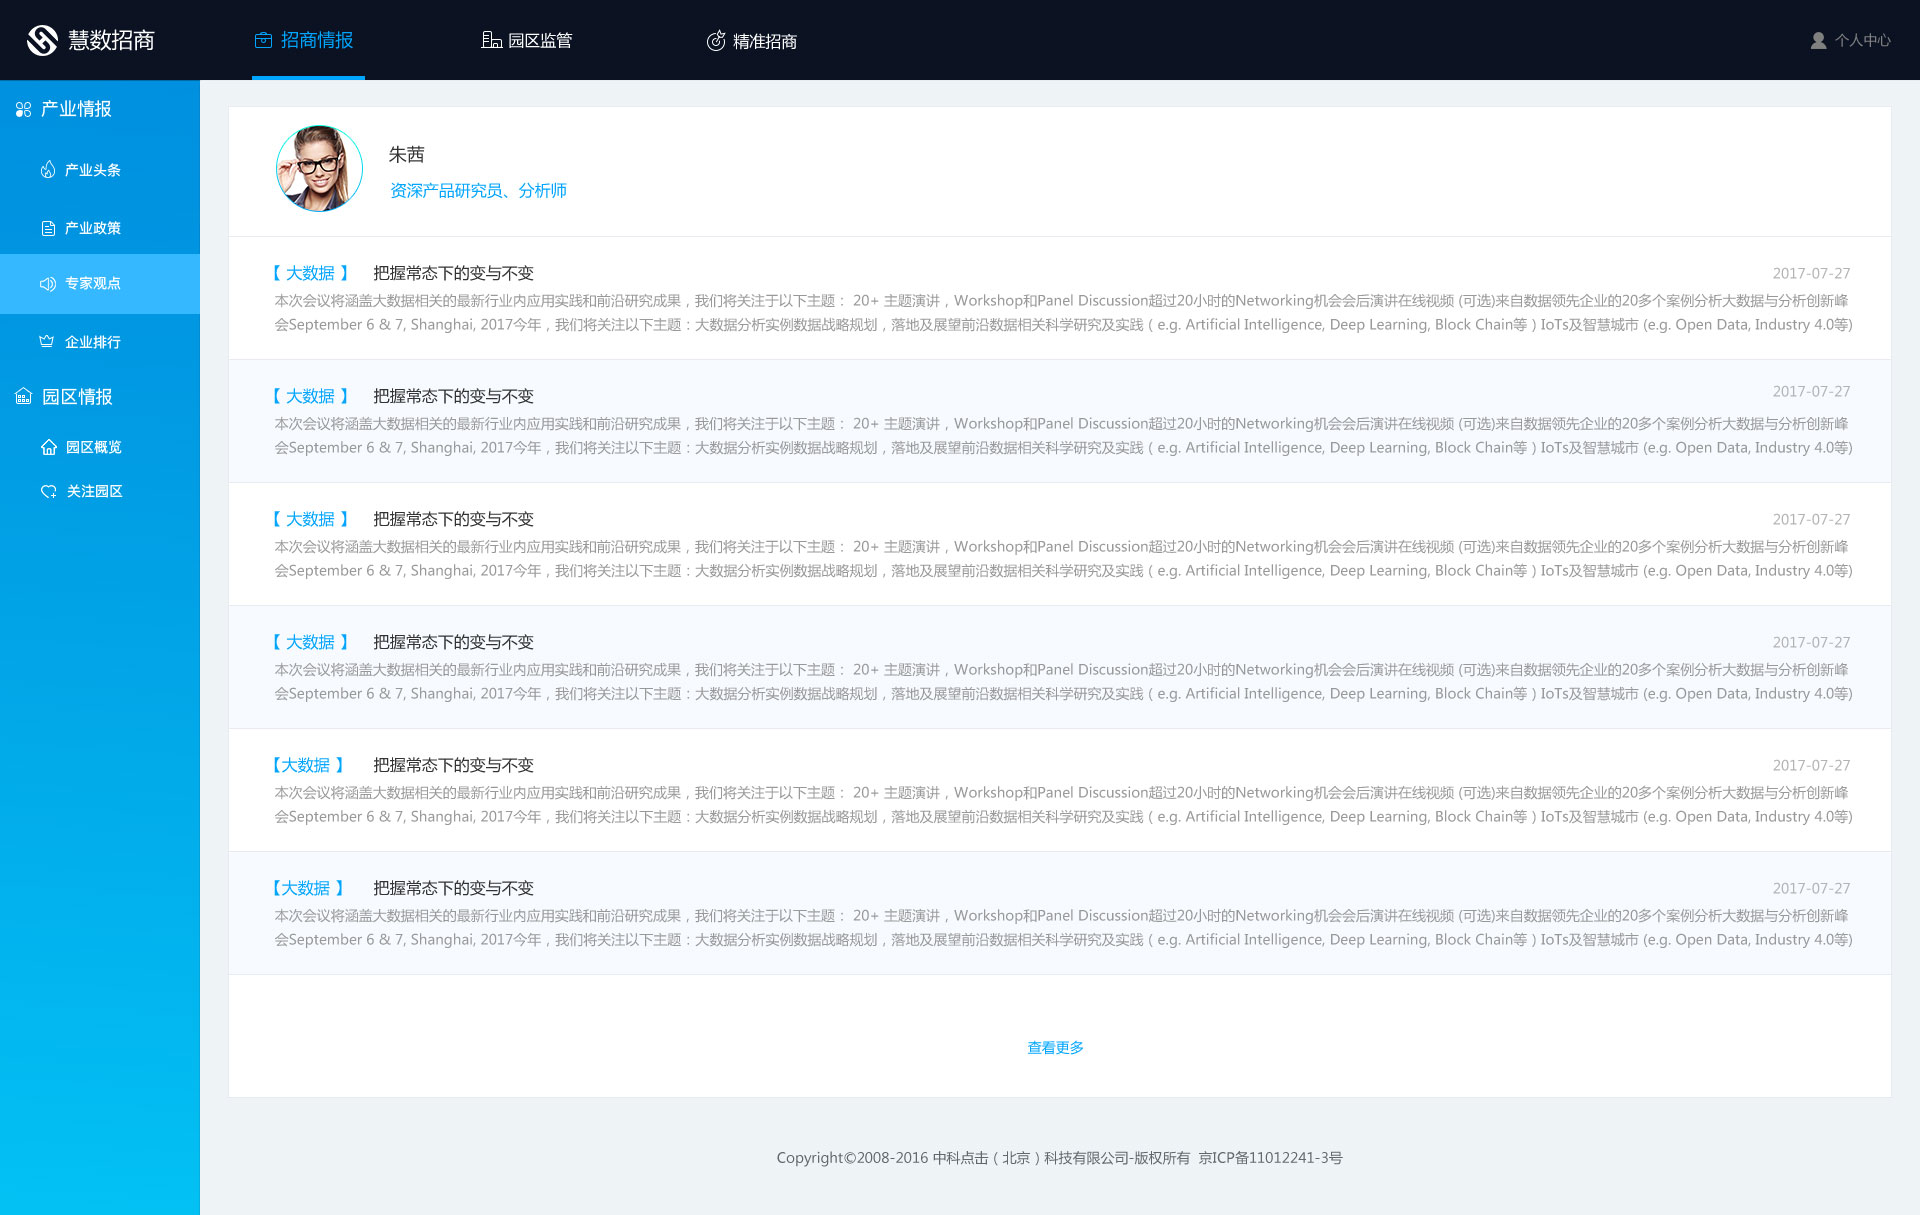 慧数招商
招商情报
园区监管
精准招商
个人中心
产业情报
产业头条
产业政策
专家观点
企业排行
园区情报
园区概览
关注园区
朱茜
资深产品研究员、分析师
【 大数据 】 把握常态下的变与不变 2017-07-27
本次会议将涵盖大数据相关的最新行业内应用实践和前沿研究成果，我们将关注于以下主题： 20+ 主题演讲，Workshop和Panel Discussion超过20小时的Networking机会会后演讲在线视频 (可选)来自数据领先企业的20多个案例分析大数据与分析创新峰
会September 6 & 7, Shanghai, 2017今年，我们将关注以下主题：大数据分析实例数据战略规划，落地及展望前沿数据相关科学研究及实践（ e.g. Artificial Intelligence, Deep Learning, Block Chain等 ) IoTs及智慧城市 (e.g. Open Data, Industry 4.0等)
【 大数据 】 把握常态下的变与不变 2017-07-27
本次会议将涵盖大数据相关的最新行业内应用实践和前沿研究成果，我们将关注于以下主题： 20+ 主题演讲，Workshop和Panel Discussion超过20小时的Networking机会会后演讲在线视频 (可选)来自数据领先企业的20多个案例分析大数据与分析创新峰
会September 6 & 7, Shanghai, 2017今年，我们将关注以下主题：大数据分析实例数据战略规划，落地及展望前沿数据相关科学研究及实践（ e.g. Artificial Intelligence, Deep Learning, Block Chain等 ) IoTs及智慧城市 (e.g. Open Data, Industry 4.0等)
【 大数据 】 把握常态下的变与不变 2017-07-27
本次会议将涵盖大数据相关的最新行业内应用实践和前沿研究成果，我们将关注于以下主题： 20+ 主题演讲，Workshop和Panel Discussion超过20小时的Networking机会会后演讲在线视频 (可选)来自数据领先企业的20多个案例分析大数据与分析创新峰
会September 6 & 7, Shanghai, 2017今年，我们将关注以下主题：大数据分析实例数据战略规划，落地及展望前沿数据相关科学研究及实践（ e.g. Artificial Intelligence, Deep Learning, Block Chain等 ) IoTs及智慧城市 (e.g. Open Data, Industry 4.0等)
【 大数据 】 把握常态下的变与不变 2017-07-27
本次会议将涵盖大数据相关的最新行业内应用实践和前沿研究成果，我们将关注于以下主题： 20+ 主题演讲，Workshop和Panel Discussion超过20小时的Networking机会会后演讲在线视频 (可选)来自数据领先企业的20多个案例分析大数据与分析创新峰
会September 6 & 7, Shanghai, 2017今年，我们将关注以下主题：大数据分析实例数据战略规划，落地及展望前沿数据相关科学研究及实践（ e.g. Artificial Intelligence, Deep Learning, Block Chain等 ) IoTs及智慧城市 (e.g. Open Data, Industry 4.0等)
【大数据 】 把握常态下的变与不变 2017-07-27
本次会议将涵盖大数据相关的最新行业内应用实践和前沿研究成果，我们将关注于以下主题： 20+ 主题演讲，Workshop和Panel Discussion超过20小时的Networking机会会后演讲在线视频 (可选)来自数据领先企业的20多个案例分析大数据与分析创新峰
会September 6 & 7, Shanghai, 2017今年，我们将关注以下主题：大数据分析实例数据战略规划，落地及展望前沿数据相关科学研究及实践（ e.g. Artificial Intelligence, Deep Learning, Block Chain等 ) IoTs及智慧城市 (e.g. Open Data, Industry 4.0等)
【大数据 】 把握常态下的变与不变 2017-07-27
本次会议将涵盖大数据相关的最新行业内应用实践和前沿研究成果，我们将关注于以下主题： 20+ 主题演讲，Workshop和Panel Discussion超过20小时的Networking机会会后演讲在线视频 (可选)来自数据领先企业的20多个案例分析大数据与分析创新峰
会September 6 & 7, Shanghai, 2017今年，我们将关注以下主题：大数据分析实例数据战略规划，落地及展望前沿数据相关科学研究及实践（ e.g. Artificial Intelligence, Deep Learning, Block Chain等 ) IoTs及智慧城市 (e.g. Open Data, Industry 4.0等)
查看更多
Copyright©2008-2016 中科点击（北京）科技有限公司-版权所有 京ICP备11012241-3号